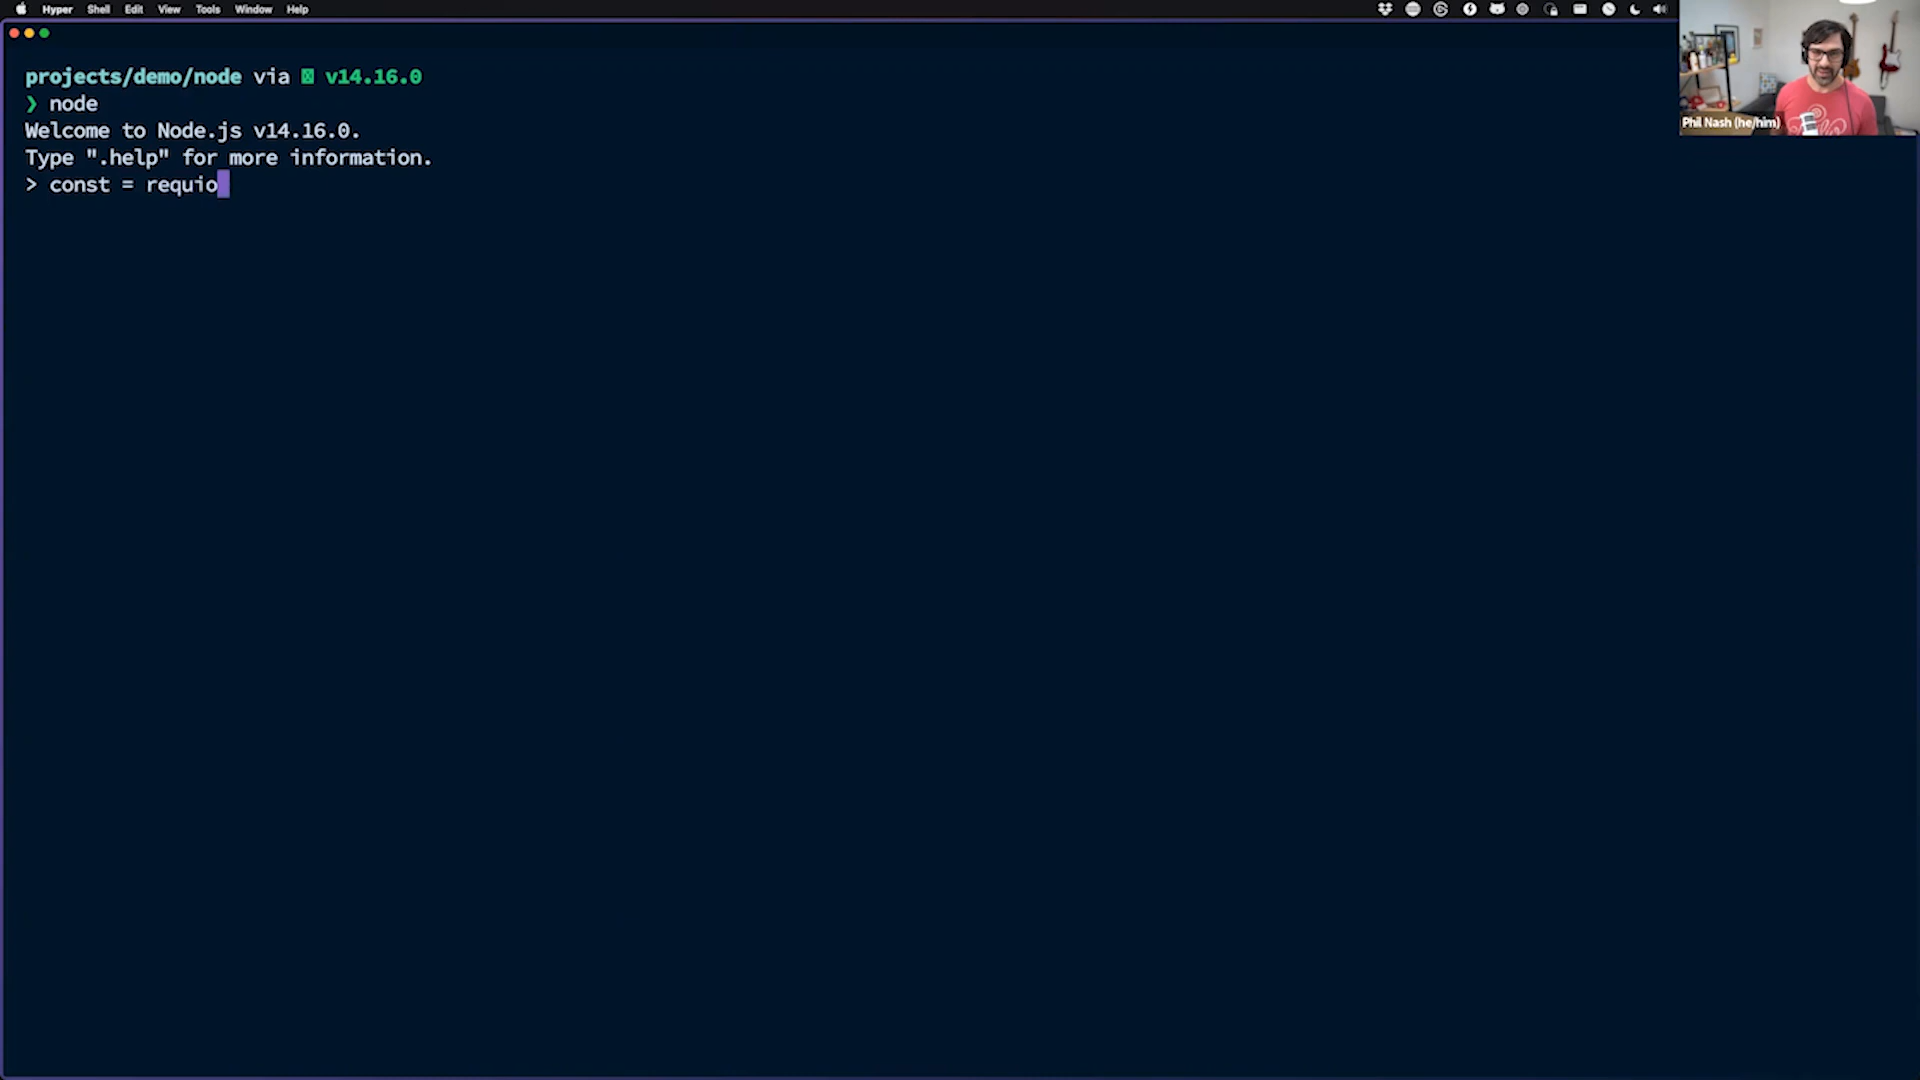 Hyper Shell Edit View Tools Window Help
projects/demo/node via v14.16.0
❯ node
Welcome to Node.js v14.16.0.
Type ".help" for more information.
> const = requio
Phil Nash (he/him)